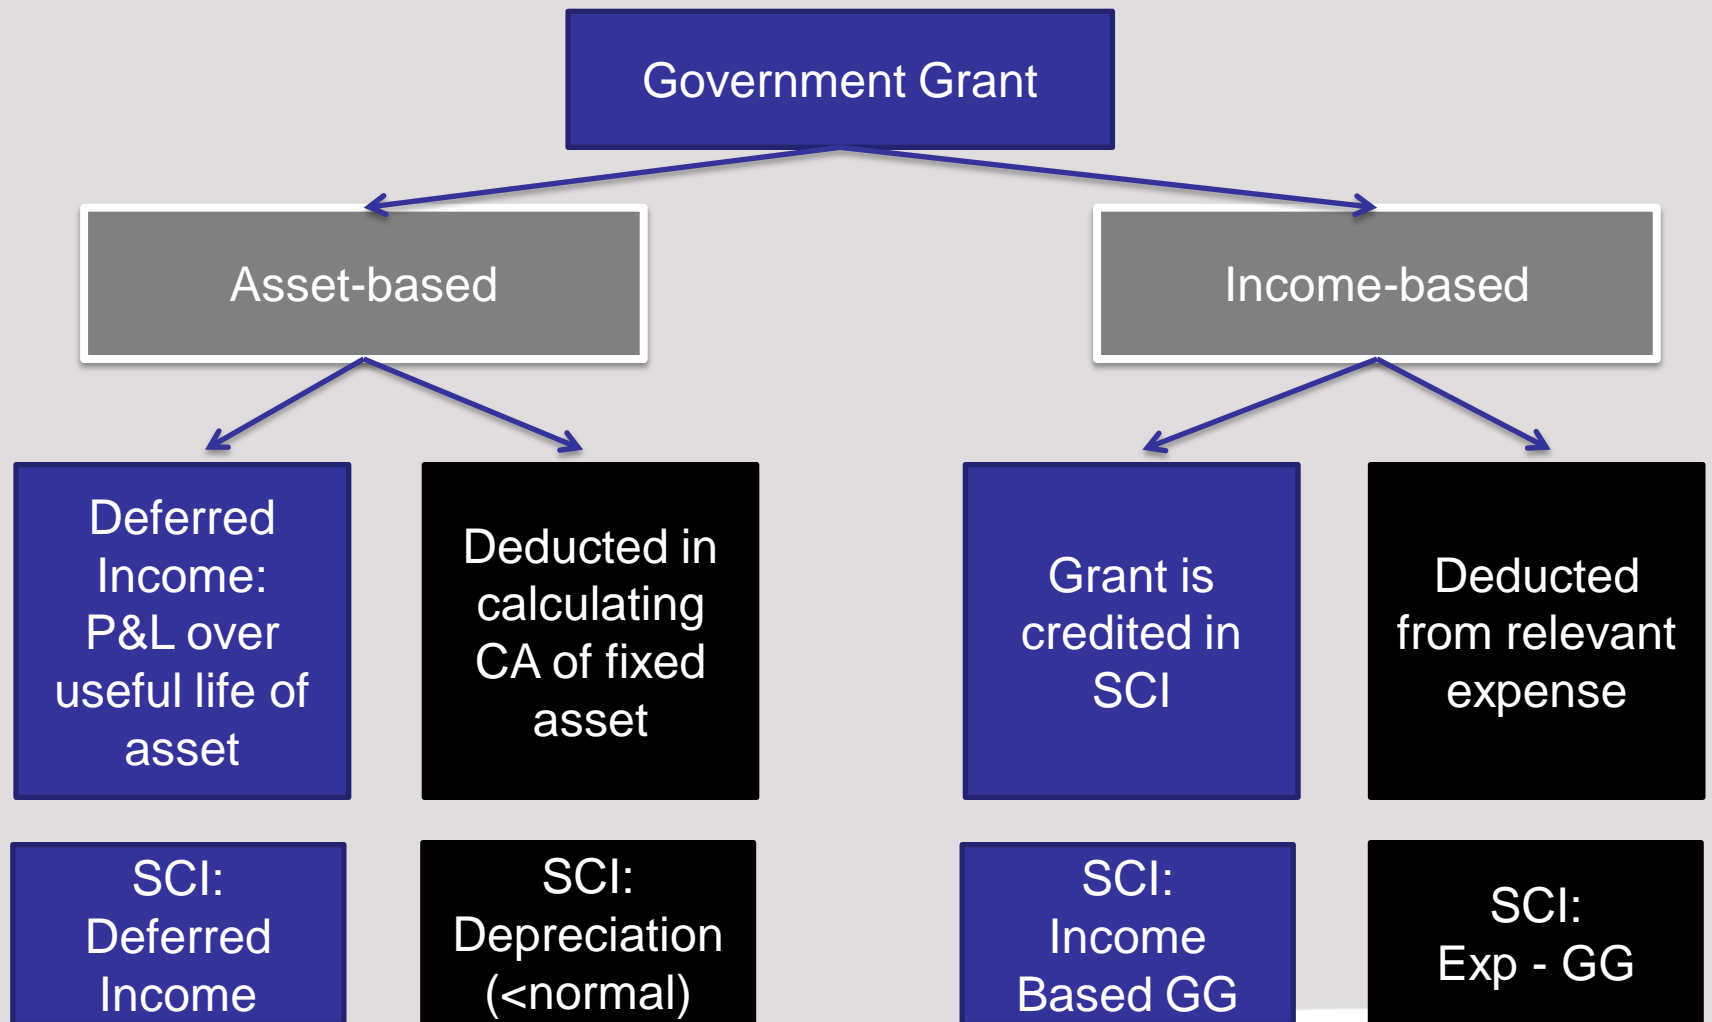 Government Grant
Asset-based
Income-based
Deferred
Income:
P&L over
useful life of
asset
Deducted in
calculating
CA of fixed
asset
Grant is
credited in
SCI
Deducted
from relevant
expense
SCI:
Deferred
Income
SCI:
Depreciation
(<normal)
SCI:
Income
Based GG
SCI:
Exp - GG